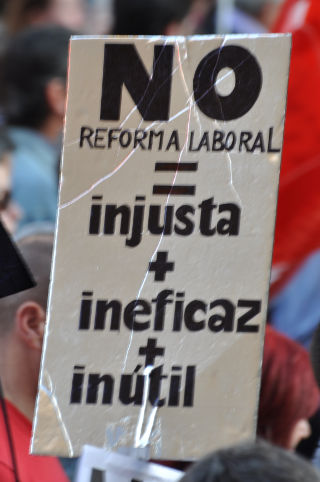 NO
REFORMA LABORAL
=
injusta
+
ineficaz
+
inútil